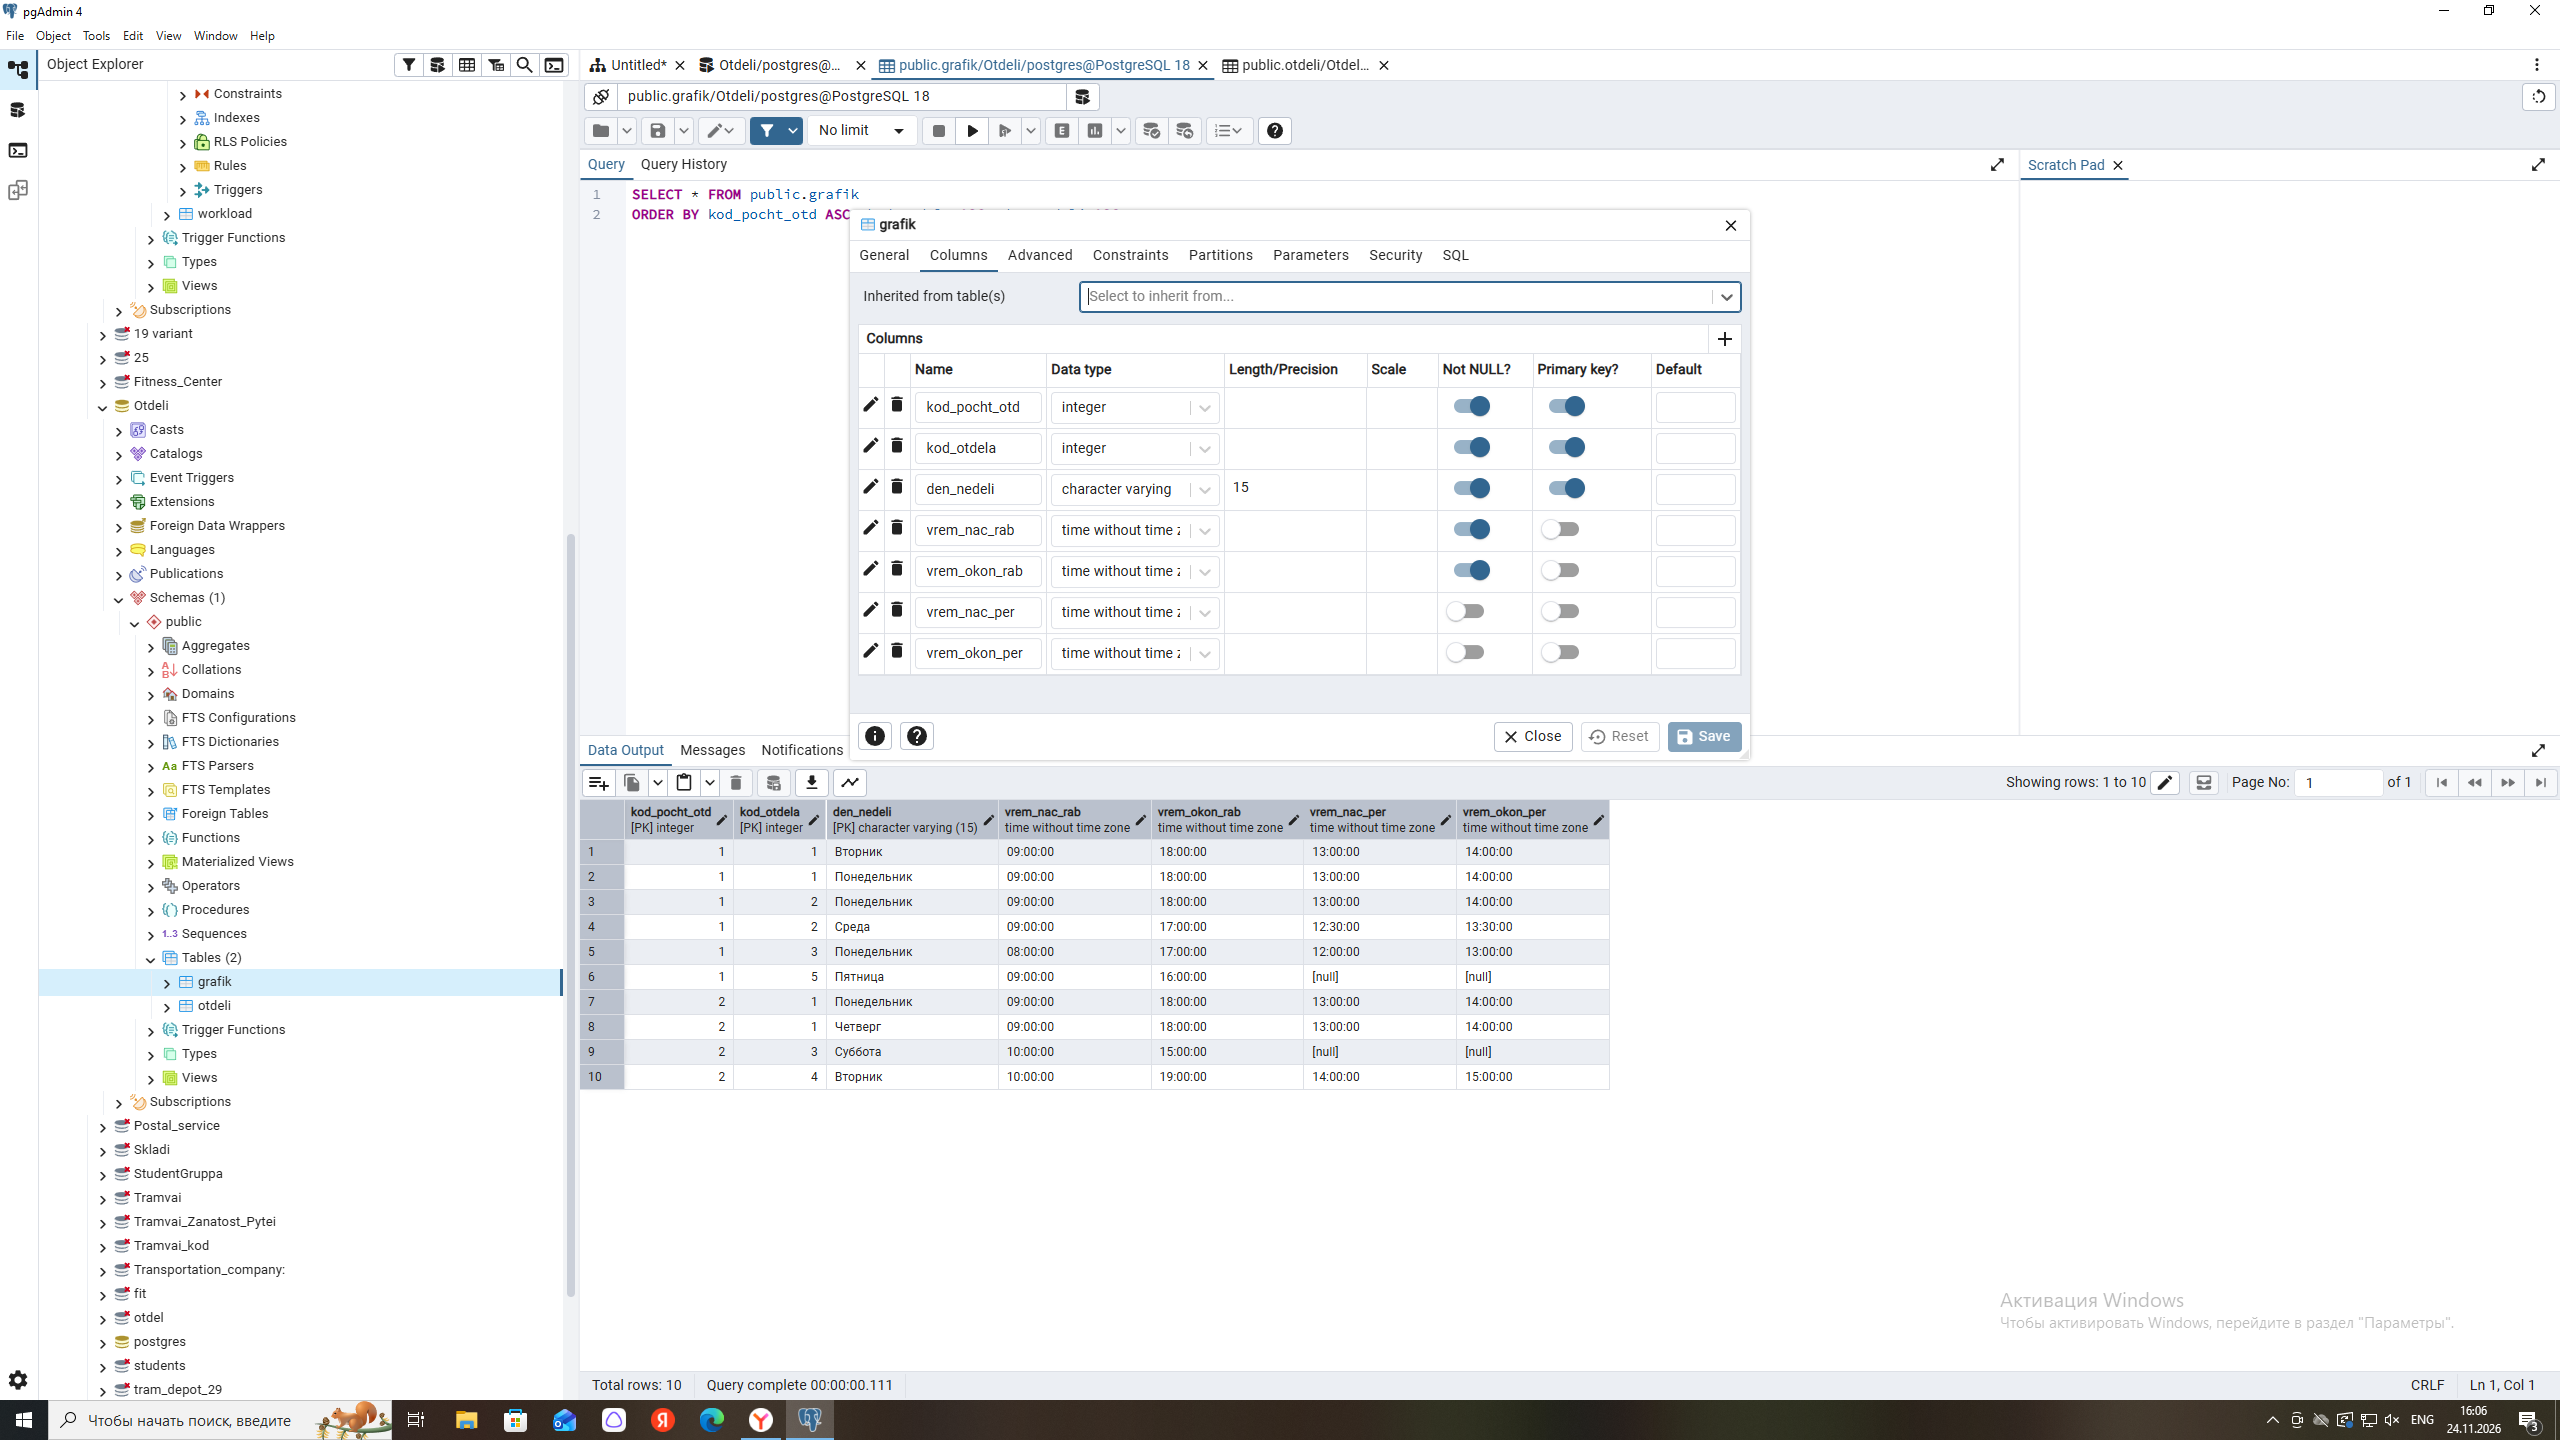 pgAdmin 4
File Object Tools Edit View Window Help
Object Explorer
Constraints
Indexes
RLS Policies
Rules
Triggers
workload
Trigger Functions
Types
Views
Subscriptions
19 variant
25
Fitness_Center
Otdeli
Casts
Catalogs
Event Triggers
Extensions
Foreign Data Wrappers
Languages
Publications
Schemas (1)
public
Aggregates
Collations
Domains
FTS Configurations
FTS Dictionaries
FTS Parsers
FTS Templates
Foreign Tables
Functions
Materialized Views
Operators
Procedures
Sequences
Tables (2)
grafik
otdeli
Trigger Functions
Types
Views
Subscriptions
Postal_service
Skladi
StudentGruppa
Tramvai
Tramvai_Zanatost_Pytei
Tramvai_kod
Transportation_company:
fit
otdel
postgres
students
tram_depot_29
Untitled* Otdeli/postgres@... public.grafik/Otdeli/postgres@PostgreSQL 18 public.otdeli/Otdel...
public.grafik/Otdeli/postgres@PostgreSQL 18
No limit
Query Query History
Scratch Pad
1 SELECT * FROM public.grafik
2 ORDER BY kod_pocht_otd ASC
grafik
General Columns Advanced Constraints Partitions Parameters Security SQL
Inherited from table(s) Select to inherit from...
Columns
Name Data type Length/Precision Scale Not NULL? Primary key? Default
kod_pocht_otd integer
kod_otdela integer
den_nedeli character varying 15
vrem_nac_rab time without time z
vrem_okon_rab time without time z
vrem_nac_per time without time z
vrem_okon_per time without time z
Close Reset Save
Data Output Messages Notifications
Showing rows: 1 to 10 Page No: 1 of 1
kod_pocht_otd kod_otdela den_nedeli vrem_nac_rab vrem_okon_rab vrem_nac_per vrem_okon_per
[PK] integer [PK] integer [PK] character varying (15) time without time zone time without time zone time without time zone time without time zone
1 1 1 Вторник 09:00:00 18:00:00 13:00:00 14:00:00
2 1 1 Понедельник 09:00:00 18:00:00 13:00:00 14:00:00
3 1 2 Понедельник 09:00:00 18:00:00 13:00:00 14:00:00
4 1 2 Среда 09:00:00 17:00:00 12:30:00 13:30:00
5 1 3 Понедельник 08:00:00 17:00:00 12:00:00 13:00:00
6 1 5 Пятница 09:00:00 16:00:00 [null] [null]
7 2 1 Понедельник 09:00:00 18:00:00 13:00:00 14:00:00
8 2 1 Четверг 09:00:00 18:00:00 13:00:00 14:00:00
9 2 3 Суббота 10:00:00 15:00:00 [null] [null]
10 2 4 Вторник 10:00:00 19:00:00 14:00:00 15:00:00
Активация Windows
Чтобы активировать Windows, перейдите в раздел "Параметры".
Total rows: 10 Query complete 00:00:00.111 CRLF Ln 1, Col 1
Чтобы начать поиск, введите
ENG
16:06
24.11.2026
3